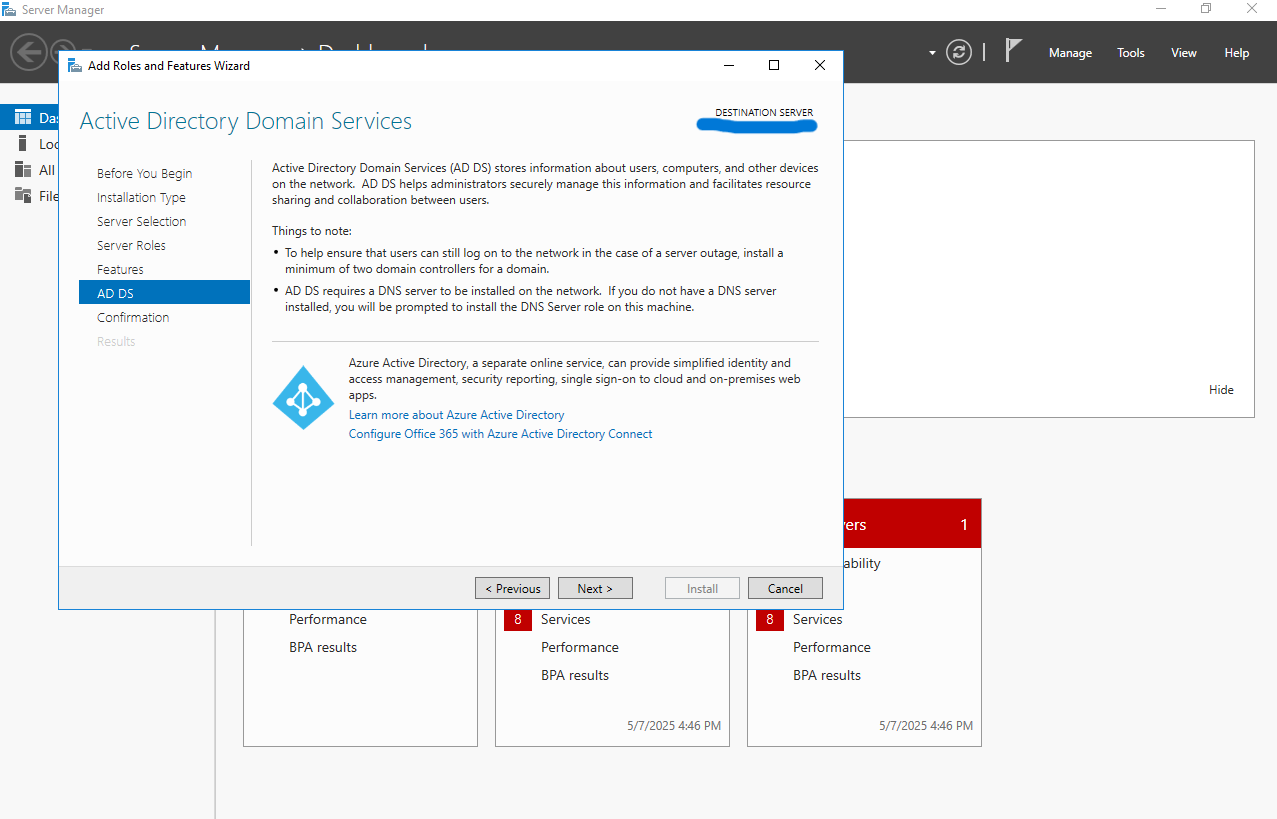 Server Manager
Manage
Tools
View
Help
Add Roles and Features Wizard
Active Directory Domain Services
DESTINATION SERVER
Before You Begin
Installation Type
Server Selection
Server Roles
Features
AD DS
Confirmation
Results
Active Directory Domain Services (AD DS) stores information about users, computers, and other devices
on the network.  AD DS helps administrators securely manage this information and facilitates resource
sharing and collaboration between users.
Things to note:
• To help ensure that users can still log on to the network in the case of a server outage, install a
minimum of two domain controllers for a domain.
• AD DS requires a DNS server to be installed on the network.  If you do not have a DNS server
installed, you will be prompted to install the DNS Server role on this machine.
Azure Active Directory, a separate online service, can provide simplified identity and
access management, security reporting, single sign-on to cloud and on-premises web
apps.
Learn more about Azure Active Directory
Configure Office 365 with Azure Active Directory Connect
< Previous
Next >
Install
Cancel
Das
Loc
All
File
Hide
vers
1
ability
Performance
BPA results
8 Services
Performance
BPA results
5/7/2025 4:46 PM
8 Services
Performance
BPA results
5/7/2025 4:46 PM